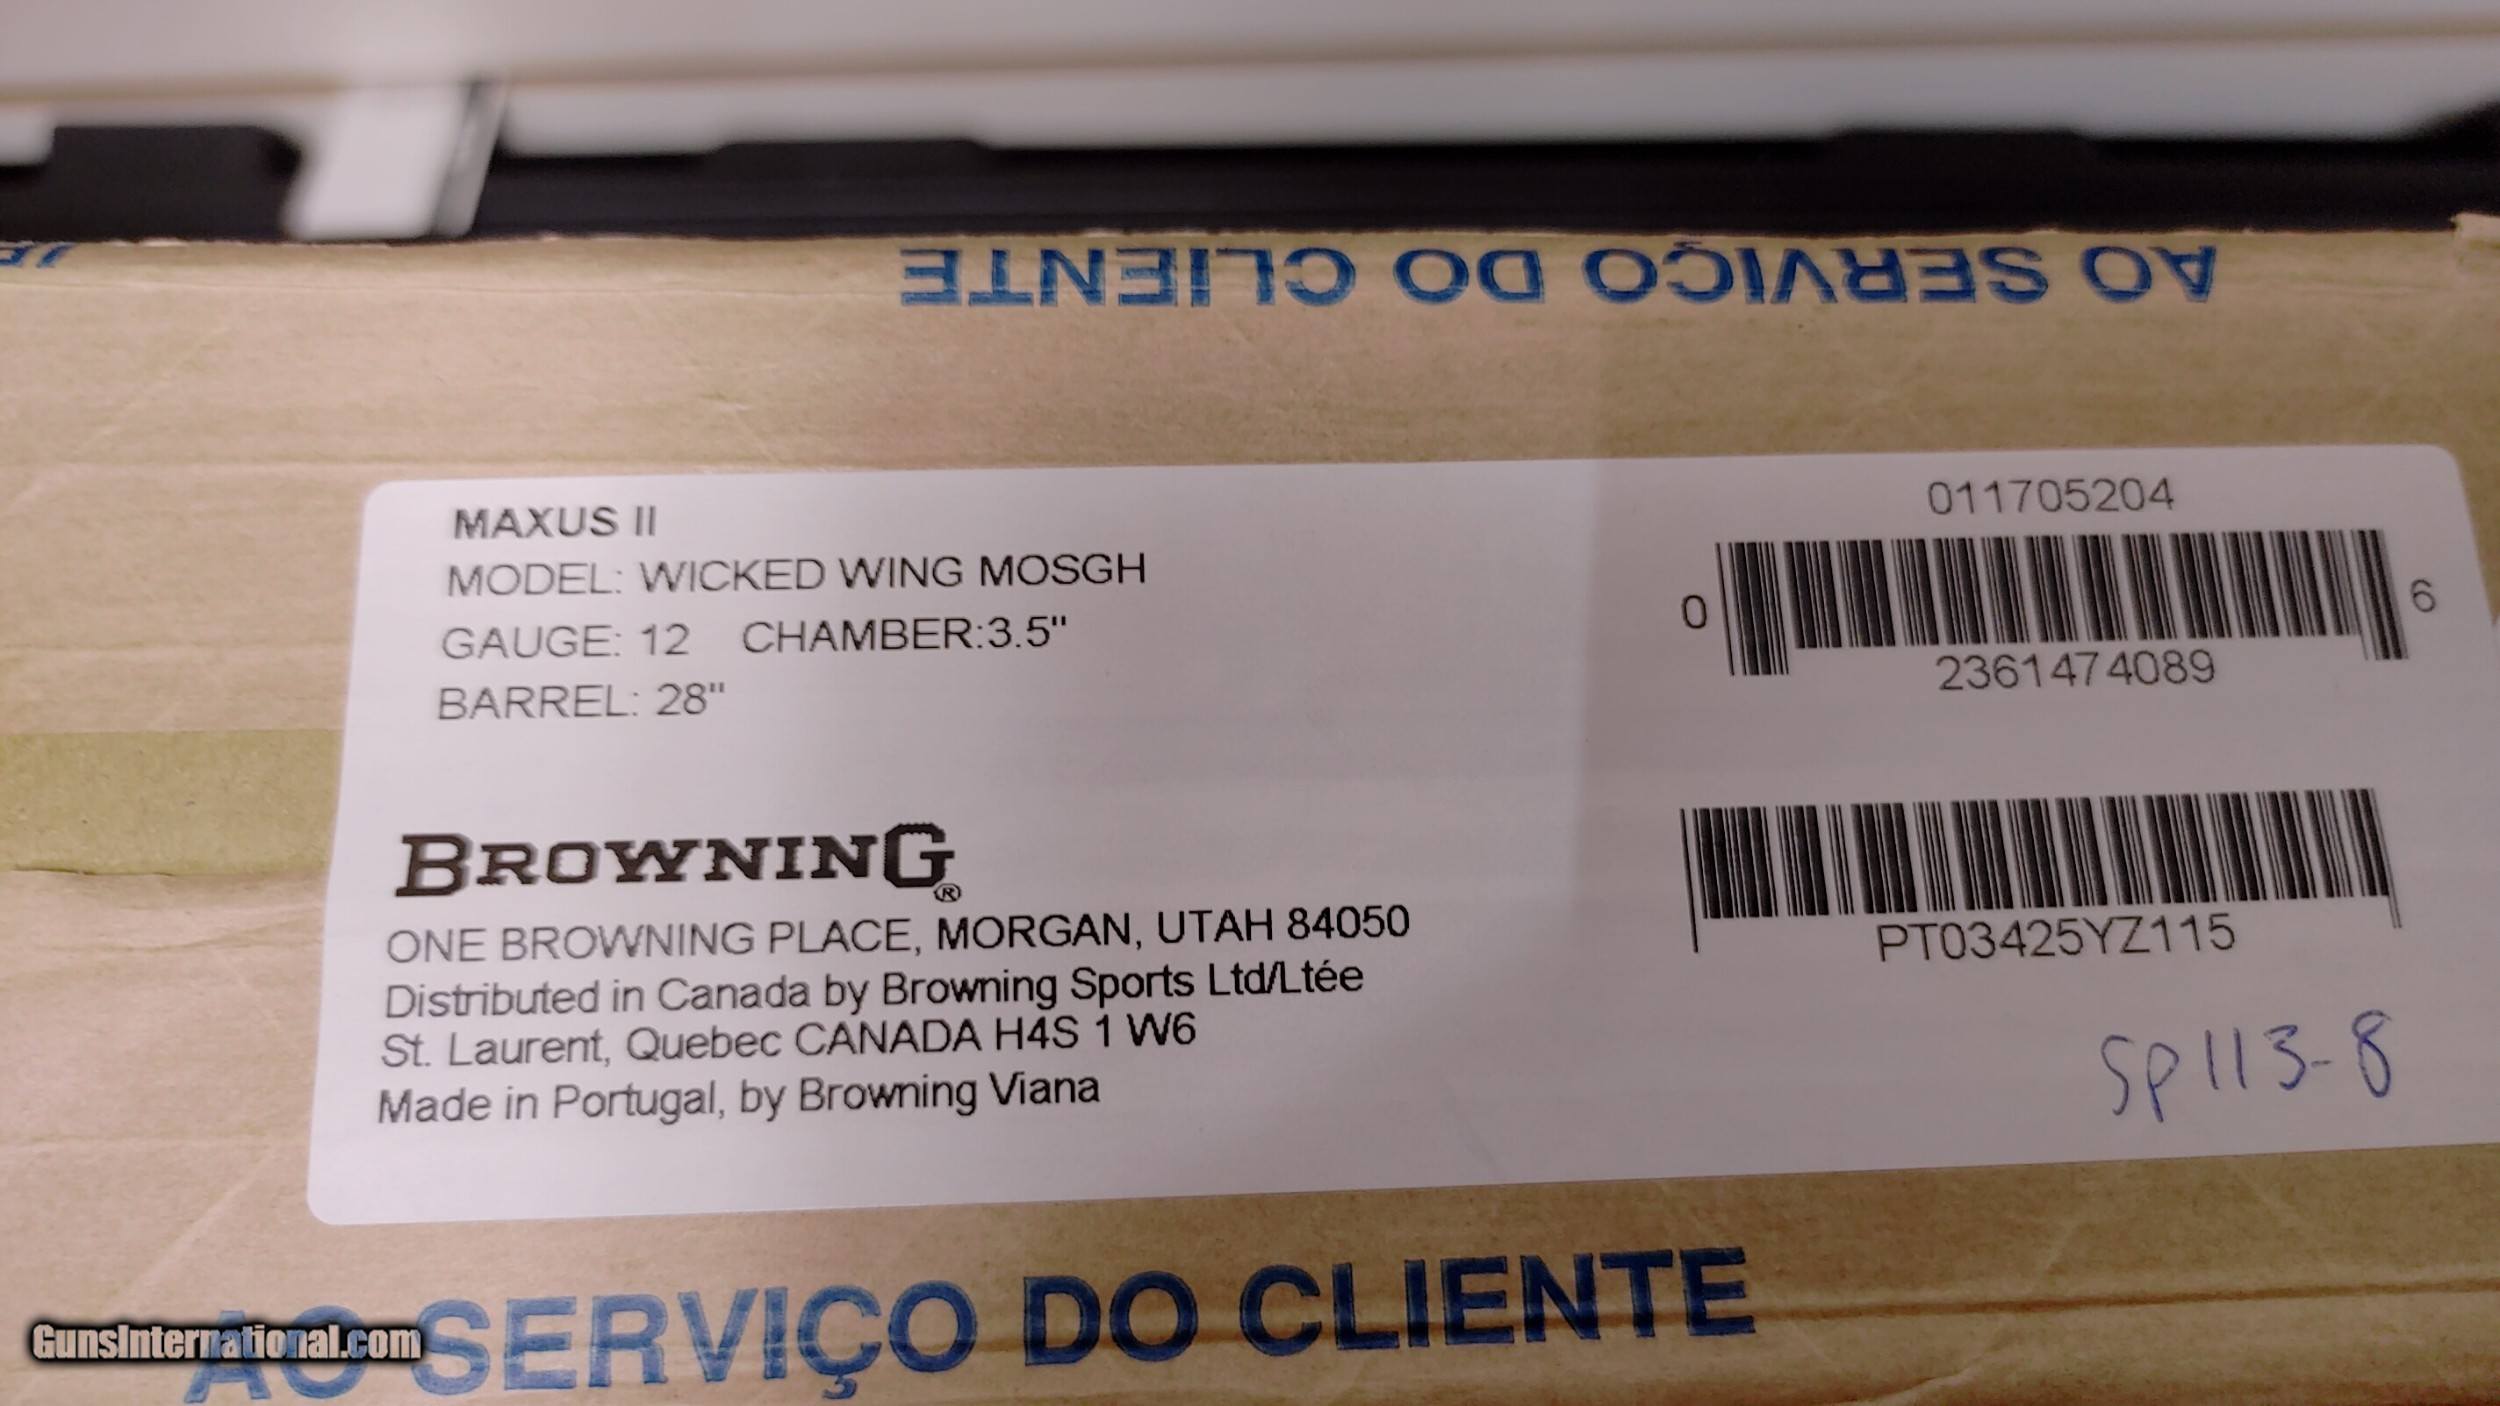 AO SERVIÇO DO CLIENTE
MAXUS II
MODEL: WICKED WING MOSGH
GAUGE: 12 CHAMBER:3.5"
BARREL: 28"
BROWNING®
ONE BROWNING PLACE, MORGAN, UTAH 84050
Distributed in Canada by Browning Sports Ltd/Ltée
St. Laurent, Quebec CANADA H4S 1 W6
Made in Portugal, by Browning Viana
011705204
0 2361474089 6
PT03425YZ115
Sp113-8
AO SERVIÇO DO CLIENTE
GunsInternational.com